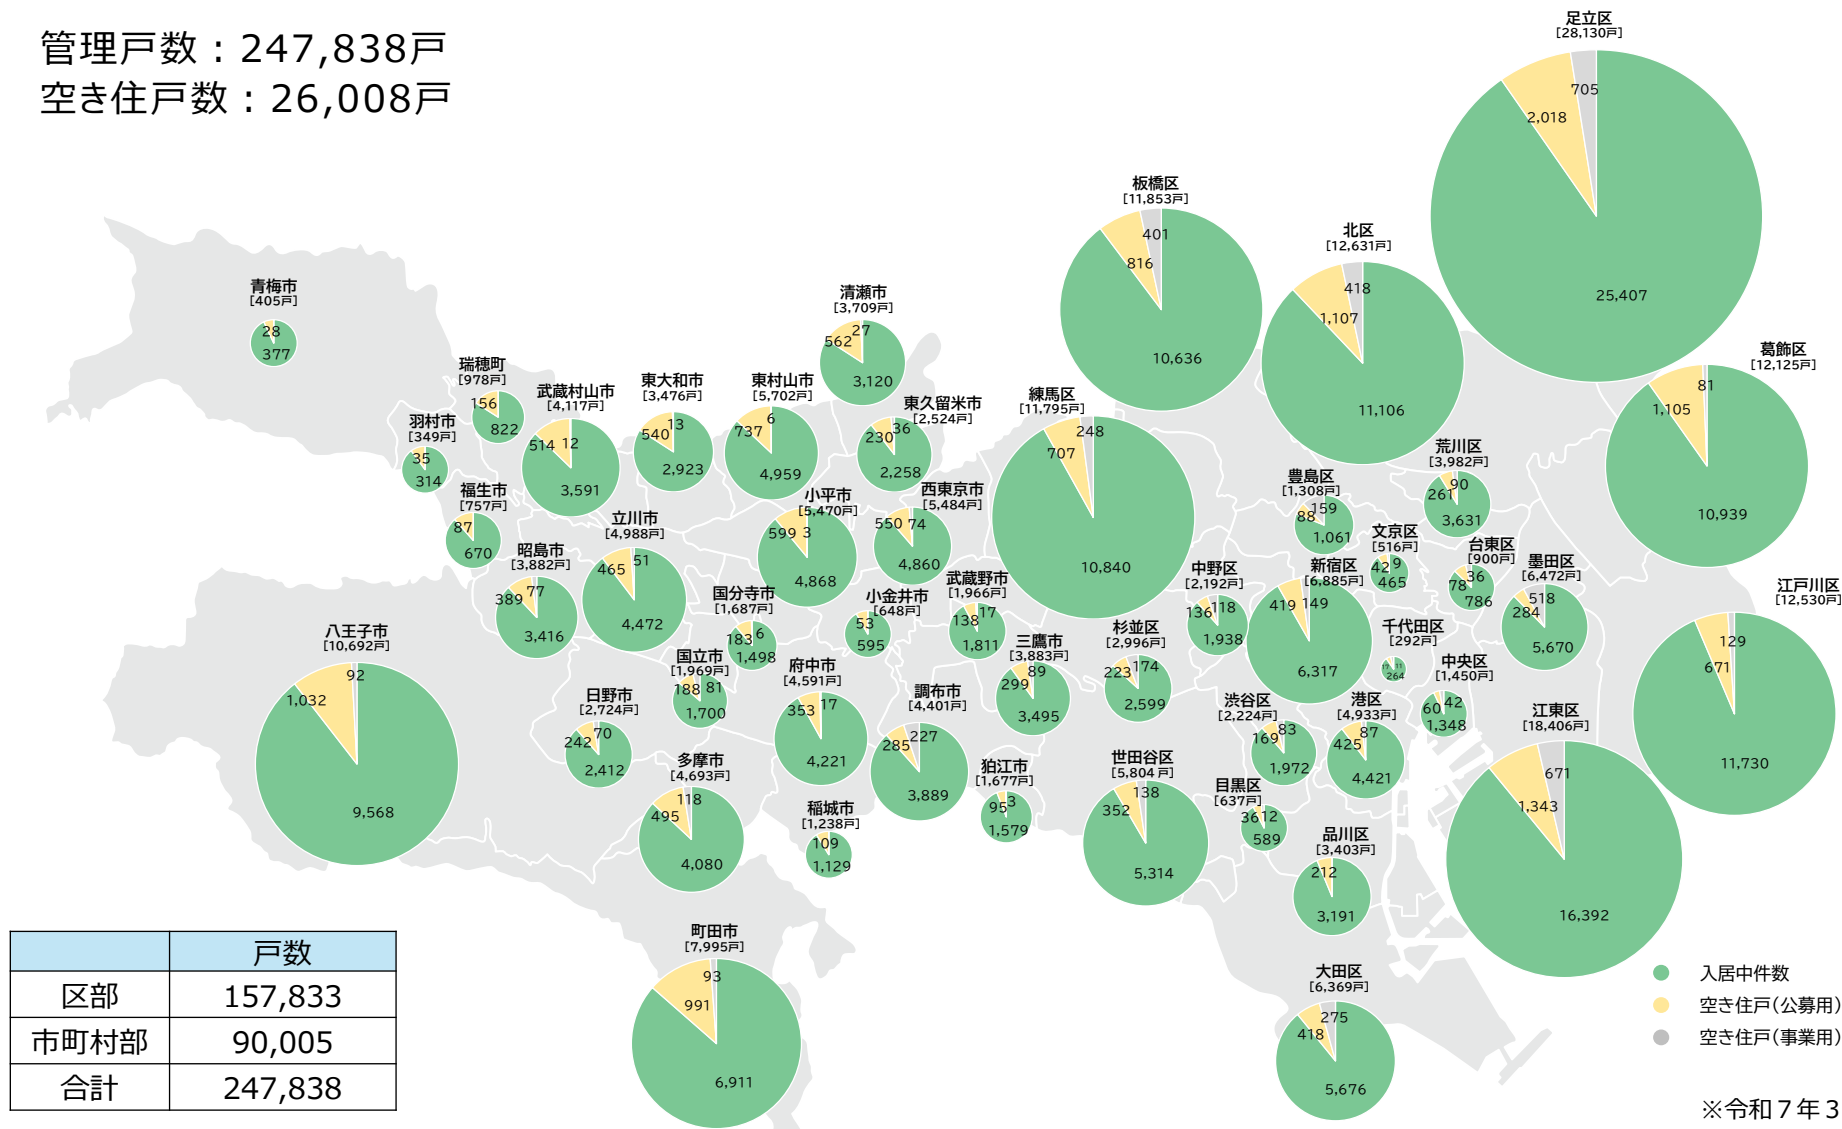 管理戸数：247,838戸
空き住戸数：26,008戸
足立区
[28,130戸]
705
2,018
25,407
板橋区
[11,853戸]
401
816
10,636
北区
[12,631戸]
418
1,107
11,106
葛飾区
[12,125戸]
81
1,105
10,939
青梅市
[405戸]
28
377
清瀬市
[3,709戸]
27
562
3,120
瑞穂町
[978戸]
156
822
武蔵村山市
[4,117戸]
514 12
3,591
東大和市
[3,476戸]
13
540
2,923
東村山市
[5,702戸]
6
737
4,959
東久留米市
[2,524戸]
36
230
2,258
練馬区
[11,795戸]
248
707
10,840
羽村市
[349戸]
35
314
福生市
[757戸]
87
670
昭島市
[3,882戸]
77
389
3,416
立川市
[4,988戸]
51
465
4,472
小平市
[5,470戸]
599 3
4,868
西東京市
[5,484戸]
550 74
4,860
豊島区
[1,308戸]
159
88
1,061
荒川区
[3,982戸]
90
261
3,631
文京区
[516戸]
42 9
465
台東区
[900戸]
36
78
786
墨田区
[6,472戸]
518
284
5,670
江戸川区
[12,530戸]
129
671
11,730
国分寺市
[1,687戸]
183 6
1,498
小金井市
[648戸]
53
595
武蔵野市
[1,966戸]
138 17
1,811
中野区
[2,192戸]
136 118
1,938
新宿区
[6,885戸]
419 149
6,317
千代田区
[292戸]
17 11
264
中央区
[1,450戸]
60 42
1,348
八王子市
[10,692戸]
92
1,032
9,568
国立市
[1,969戸]
188 81
1,700
府中市
[4,591戸]
353 17
4,221
三鷹市
[3,883戸]
89
299
3,495
杉並区
[2,996戸]
174
223
2,599
日野市
[2,724戸]
70
242
2,412
調布市
[4,401戸]
227
285
3,889
渋谷区
[2,224戸]
83
169
1,972
港区
[4,933戸]
87
425
4,421
江東区
[18,406戸]
671
1,343
16,392
多摩市
[4,693戸]
118
495
4,080
稲城市
[1,238戸]
109
1,129
狛江市
[1,677戸]
95 3
1,579
世田谷区
[5,804戸]
138
352
5,314
目黒区
[637戸]
36 12
589
品川区
[3,403戸]
212
3,191
町田市
[7,995戸]
93
991
6,911
大田区
[6,369戸]
275
418
5,676
戸数
区部 157,833
市町村部 90,005
合計 247,838
入居中件数
空き住戸(公募用)
空き住戸(事業用)
※令和７年３